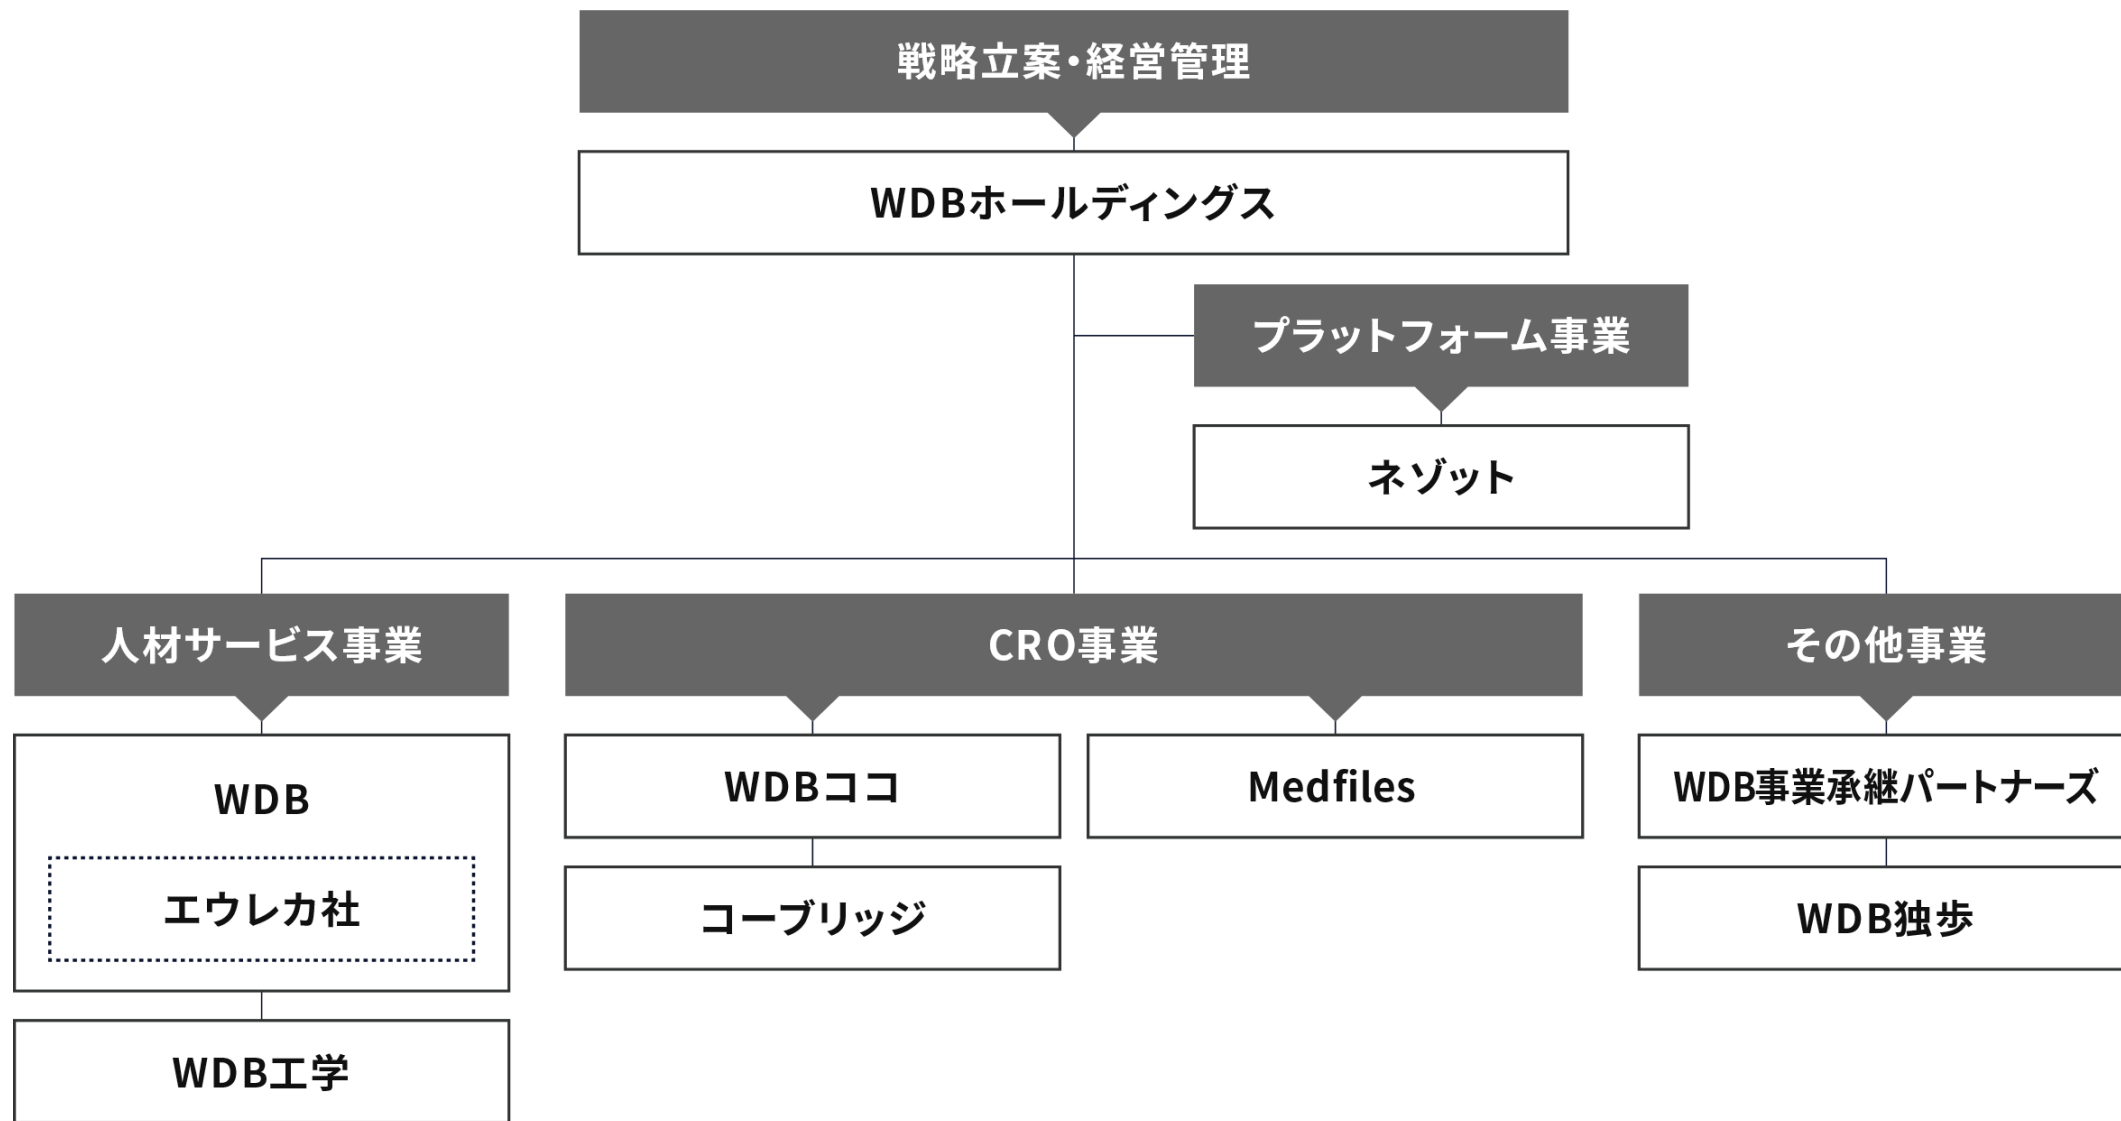 戦略立案・経営管理
WDBホールディングス
プラットフォーム事業
ネゾット
人材サービス事業
WDB
エウレカ社
WDB工学
CRO事業
WDBココ
コーブリッジ
Medfiles
その他事業
WDB事業承継パートナーズ
WDB独歩